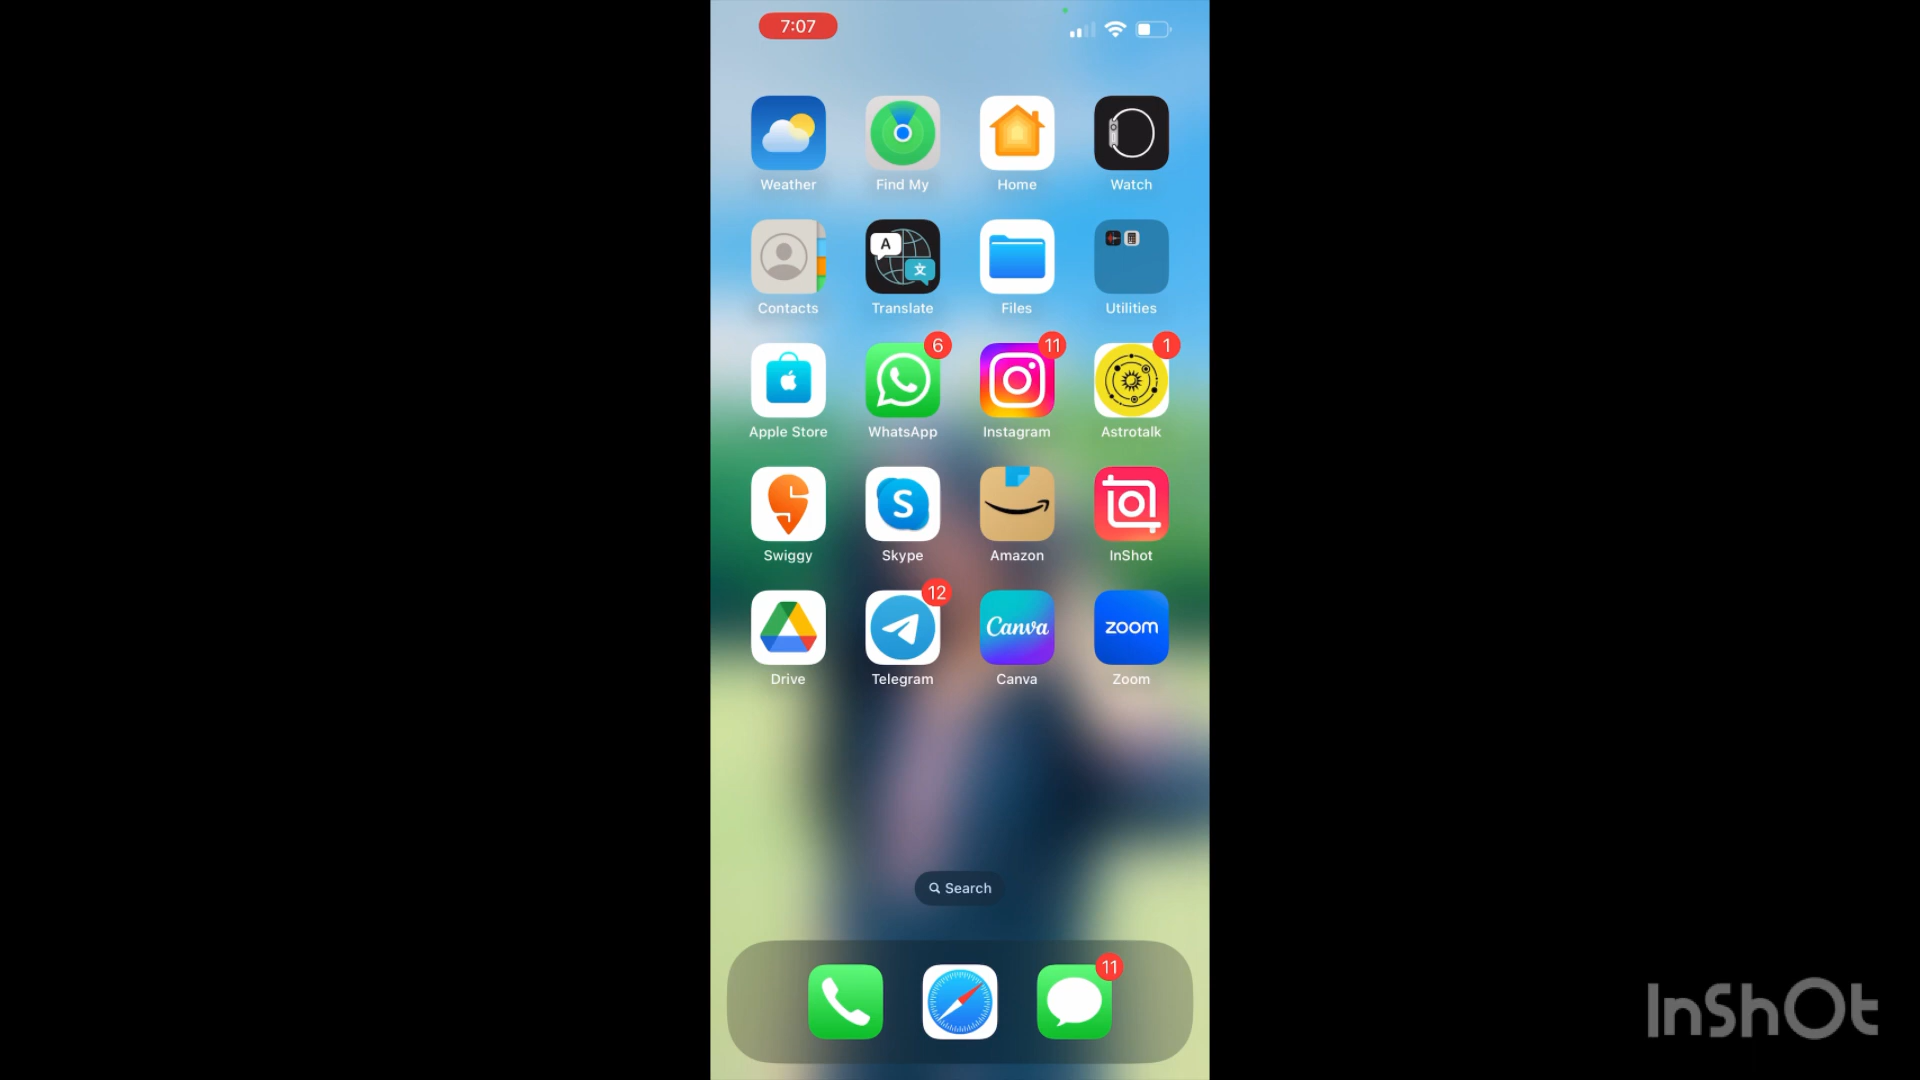 7:07
Weather
Find My
Home
Watch
A
文
Contacts
Translate
Files
Utilities
6
11
1
Apple Store
WhatsApp
Instagram
Astrotalk
S
Swiggy
Skype
Amazon
InShot
12
Canva
zoom
Drive
Telegram
Canva
Zoom
Search
11
InShOt